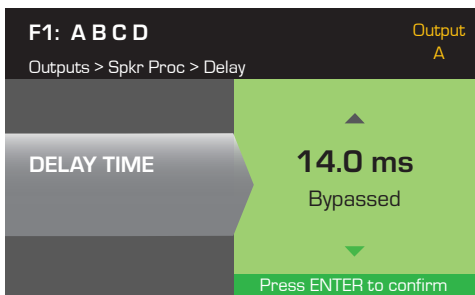 F1: A B C D
Output
A
Outputs > Spkr Proc > Delay
DELAY TIME
14.0 ms
Bypassed
Press ENTER to confirm